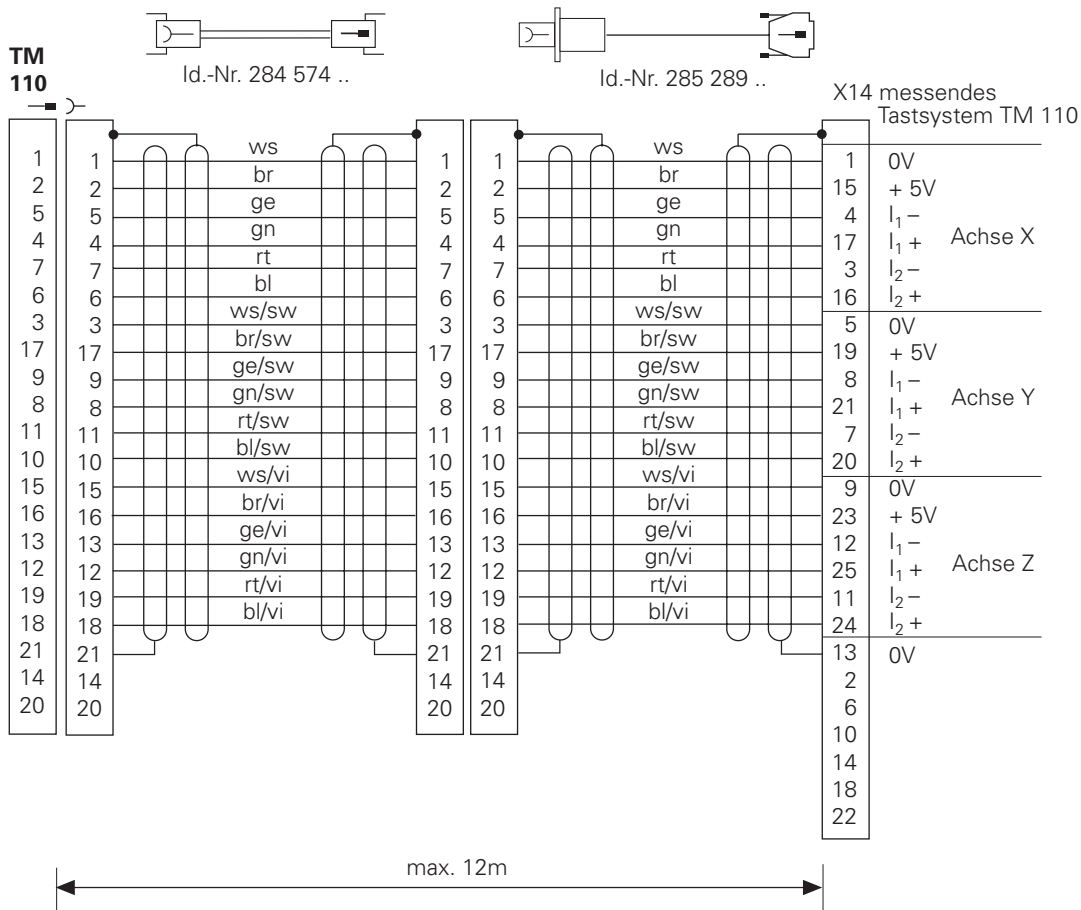 TM
110
Id.-Nr. 284 574 ..
Id.-Nr. 285 289 ..
X14 messendes
Tastsystem TM 110
1 1 ws 1 1 ws 1 0V
2 2 br 2 2 br 15 + 5V
5 5 ge 5 5 ge 4 I₁ –
4 4 gn 4 4 gn 17 I₁ + Achse X
7 7 rt 7 7 rt 3 I₂ –
6 6 bl 6 6 bl 16 I₂ +
3 3 ws/sw 3 3 ws/sw 5 0V
17 17 br/sw 17 17 br/sw 19 + 5V
9 9 ge/sw 9 9 ge/sw 8 I₁ –
8 8 gn/sw 8 8 gn/sw 21 I₁ + Achse Y
11 11 rt/sw 11 11 rt/sw 7 I₂ –
10 10 bl/sw 10 10 bl/sw 20 I₂ +
15 15 ws/vi 15 15 ws/vi 9 0V
16 16 br/vi 16 16 br/vi 23 + 5V
13 13 ge/vi 13 13 ge/vi 12 I₁ –
12 12 gn/vi 12 12 gn/vi 25 I₁ + Achse Z
19 19 rt/vi 19 19 rt/vi 11 I₂ –
18 18 bl/vi 18 18 bl/vi 24 I₂ +
21 21 21 21 13 0V
14 14 14 14 2
20 20 20 20 6
10
14
18
22
max. 12m